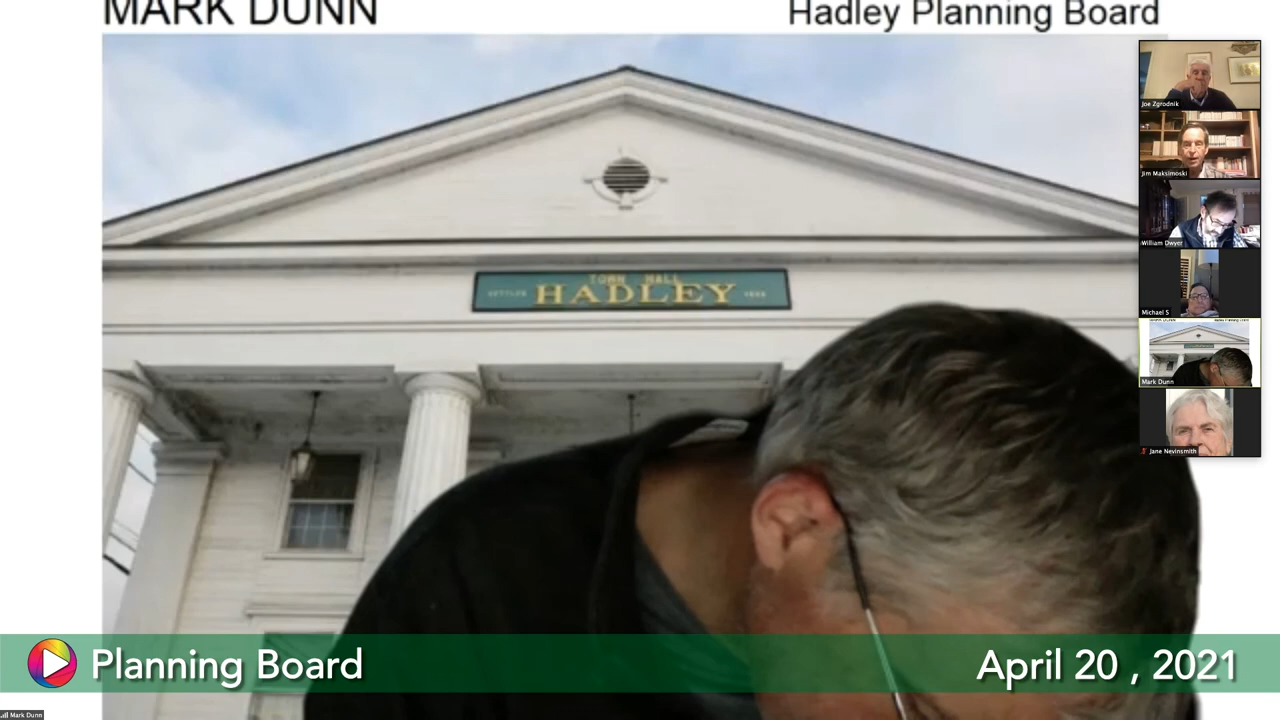 MARK DUNN
Hadley Planning Board
TOWN HALL
HADLEY
Joe Zgrodnik
Jim Maksimoski
William Dwyer
Michael S
Mark Dunn
Jane Nevinsmith
Planning Board
April 20 , 2021
Mark Dunn